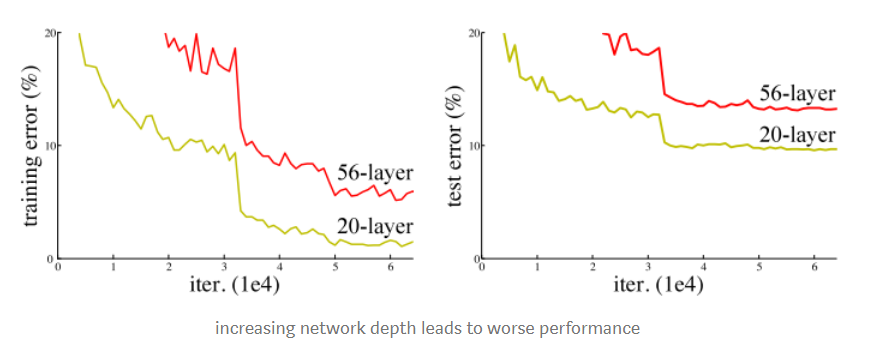 training error (%)
20
10
0
0 1 2 3 4 5 6
iter. (1e4)
56-layer
20-layer
test error (%)
20
10
0
0 1 2 3 4 5 6
iter. (1e4)
56-layer
20-layer
increasing network depth leads to worse performance